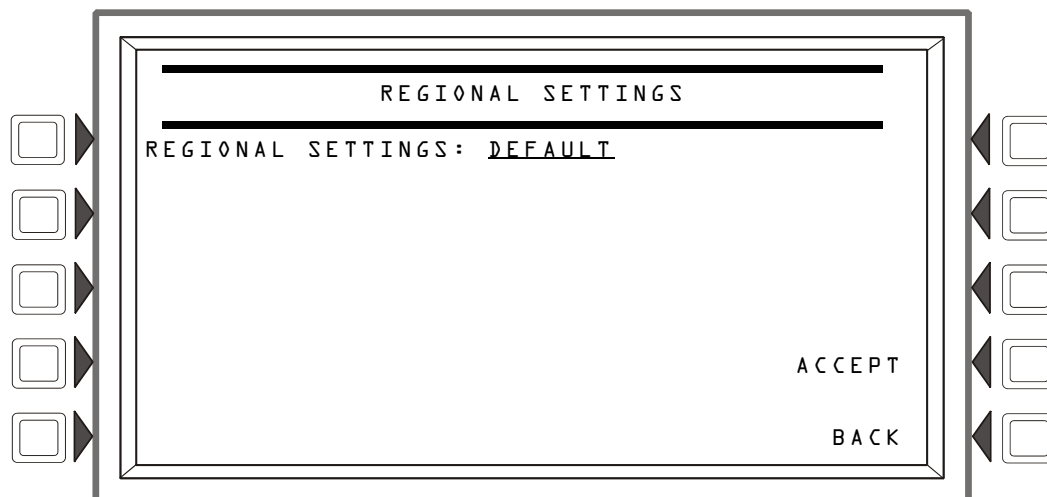 REGIONAL SETTINGS
REGIONAL SETTINGS: DEFAULT
ACCEPT
BACK